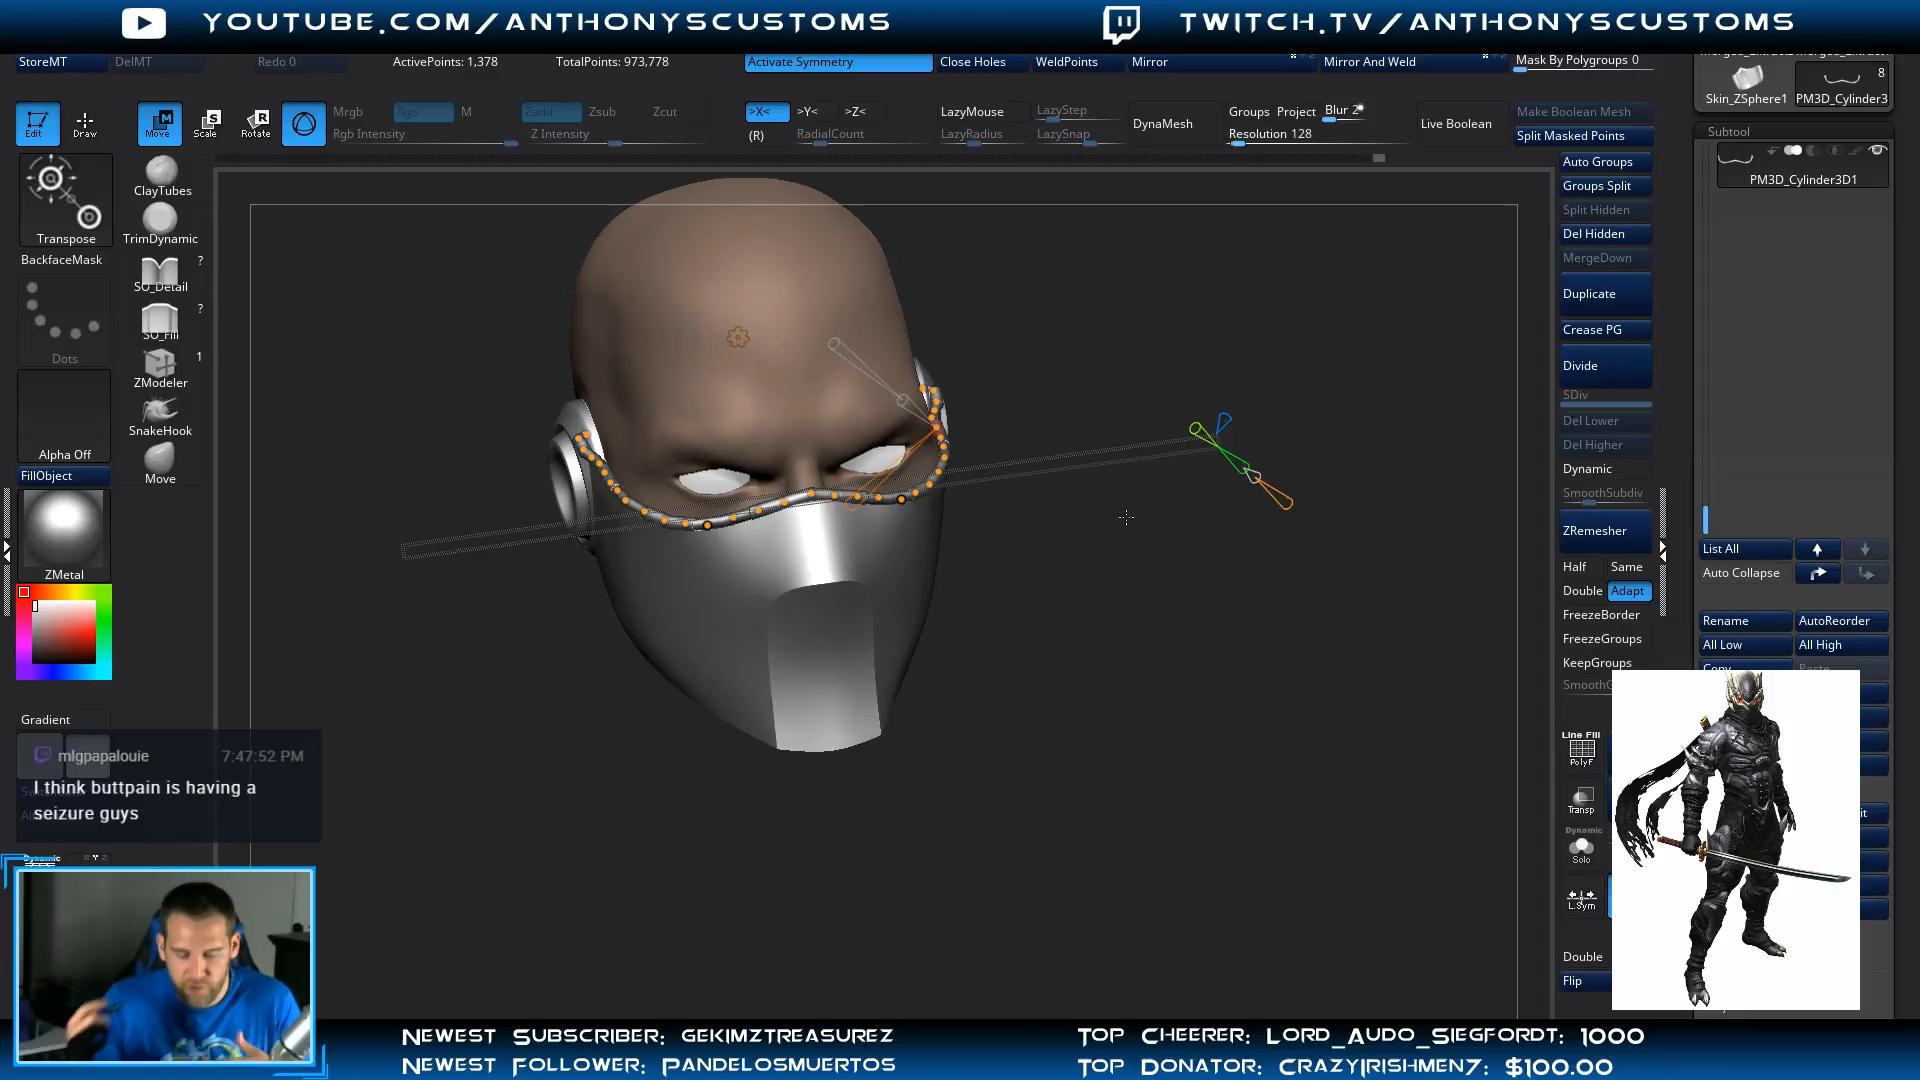 YOUTUBE.COM/ANTHONYSCUSTOMS
TWITCH.TV/ANTHONYSCUSTOMS
StoreMT DelMT Redo 0 ActivePoints: 1,378 TotalPoints: 973,778 Activate Symmetry Close Holes WeldPoints Mirror Mirror And Weld Mask By Polygroups 0
Skin_ZSphere1 PM3D_Cylinder3 8
Edit Draw Move Scale Rotate
Mrgb Rgb M Zadd Zsub Zcut
Rgb Intensity Z Intensity
>X< >Y< >Z<
(R) RadialCount
LazyMouse LazyStep
LazyRadius LazySnap
DynaMesh
Groups Project Blur 2
Resolution 128
Live Boolean
Make Boolean Mesh
Split Masked Points
Subtool
PM3D_Cylinder3D1
Transpose
BackfaceMask
Dots
Alpha Off
FillObject
ZMetal
Gradient
ClayTubes
TrimDynamic
SO_Detail ?
SO_Fill ?
ZModeler 1
SnakeHook
Move
Auto Groups
Groups Split
Split Hidden
Del Hidden
MergeDown
Duplicate
Crease PG
Divide
SDiv
Del Lower
Del Higher
Dynamic
SmoothSubdiv
ZRemesher
Half Same
Double Adapt
FreezeBorder
FreezeGroups
KeepGroups
Line Fill
PolyF
Transp
Dynamic
Solo
L.Sym
Double
Flip
List All
Auto Collapse
Rename AutoReorder
All Low All High
Copy Paste
mlgpapalouie 7:47:52 PM
I think buttpain is having a
seizure guys
Dynamic
Newest Subscriber: gekimztreasurez
Newest Follower: Pandelosmuertos
Top Cheerer: Lord_Audo_Siegfordt: 1000
Top Donator: CrazyIrishmen7: $100.00